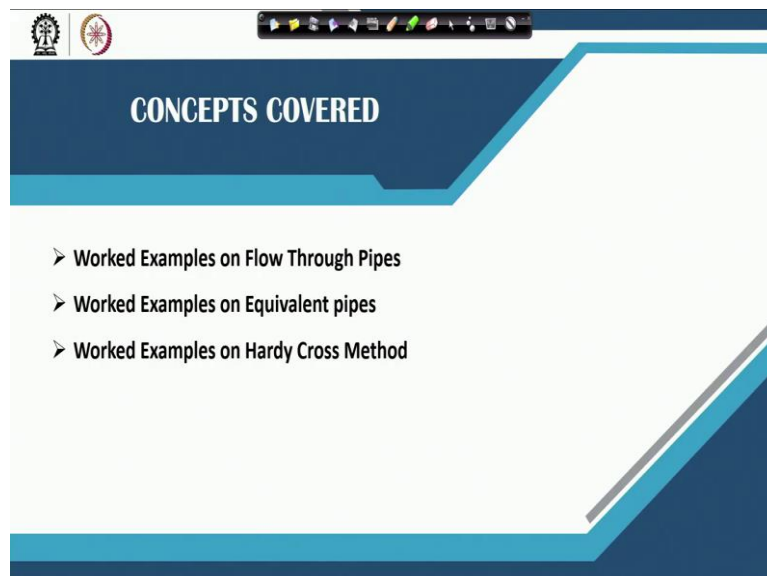 CONCEPTS COVERED
➢ Worked Examples on Flow Through Pipes
➢ Worked Examples on Equivalent pipes
➢ Worked Examples on Hardy Cross Method